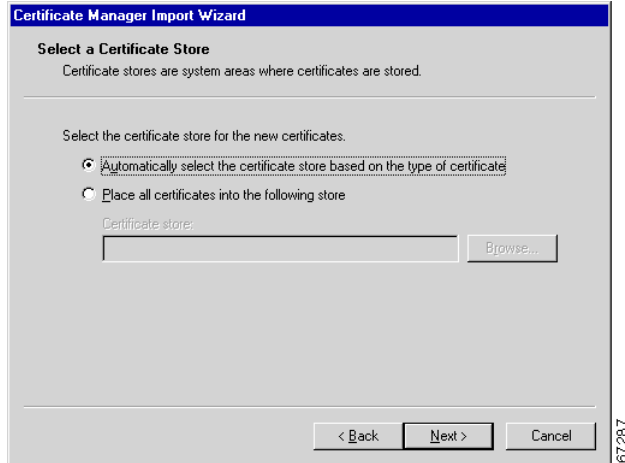 Certificate Manager Import Wizard
Select a Certificate Store
Certificate stores are system areas where certificates are stored.
Select the certificate store for the new certificates.
Automatically select the certificate store based on the type of certificate
Place all certificates into the following store
Certificate store:
Browse...
< Back
Next >
Cancel
67287